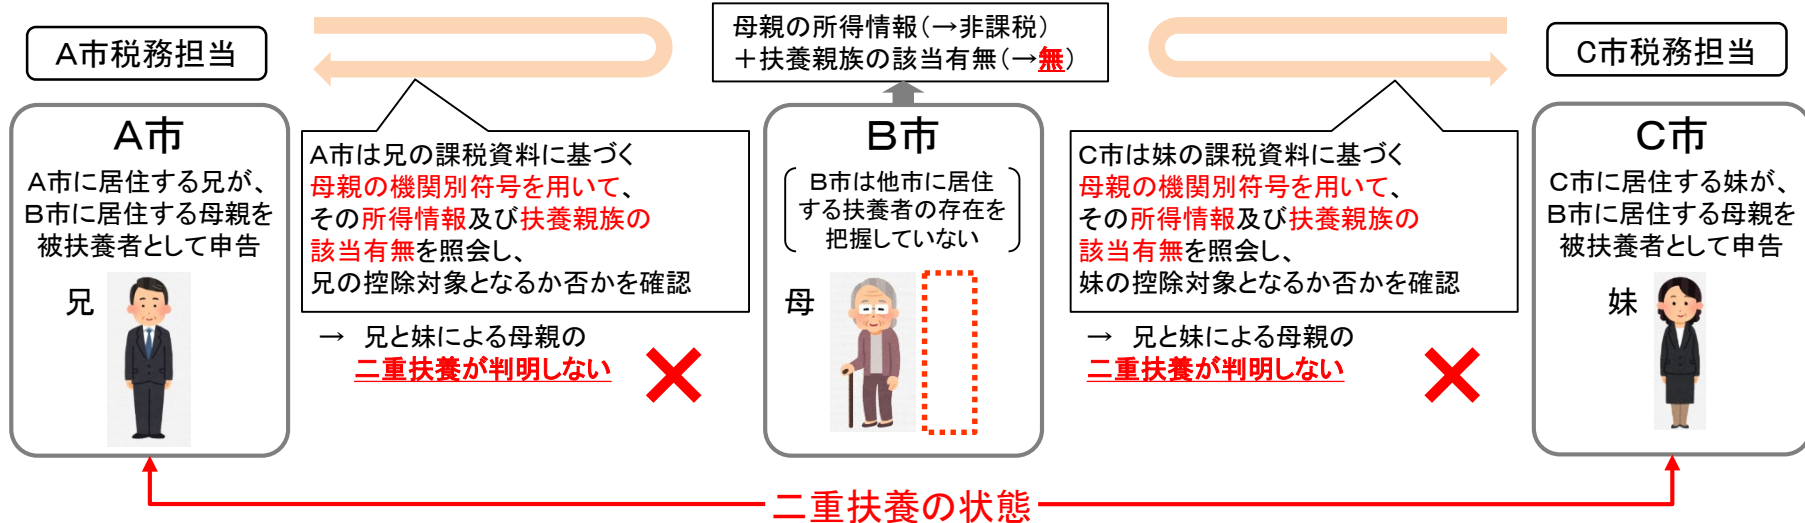 A市税務担当
母親の所得情報(→非課税)
+扶養親族の該当有無(→無)
C市税務担当
A市
A市に居住する兄が、
B市に居住する母親を
被扶養者として申告
兄
A市は兄の課税資料に基づく
母親の機関別符号を用いて、
その所得情報及び扶養親族の
該当有無を照会し、
兄の控除対象となるか否かを確認
→ 兄と妹による母親の
二重扶養が判明しない
B市
B市は他市に居住
する扶養者の存在を
把握していない
母
C市は妹の課税資料に基づく
母親の機関別符号を用いて、
その所得情報及び扶養親族の
該当有無を照会し、
妹の控除対象となるか否かを確認
→ 兄と妹による母親の
二重扶養が判明しない
C市
C市に居住する妹が、
B市に居住する母親を
被扶養者として申告
妹
二重扶養の状態